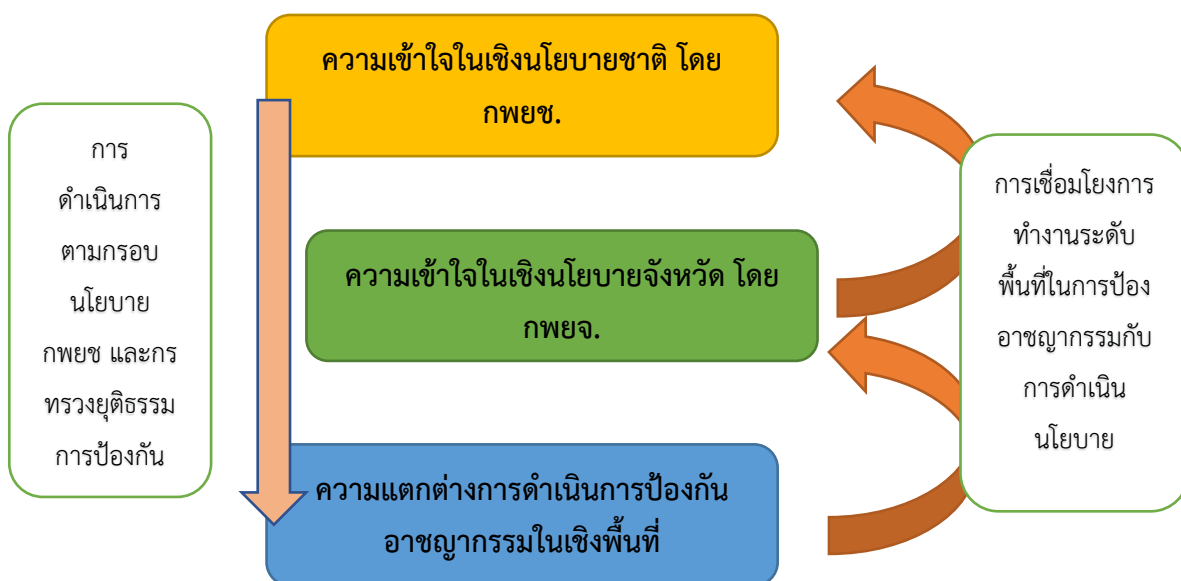 ความเข้าใจในเชิงนโยบายชาติ โดย
กพยช.
การ
ดำเนินการ
ตามกรอบ
นโยบาย
กพยช และกร
ทรวงยุติธรรม
การป้องกัน
ความเข้าใจในเชิงนโยบายจังหวัด โดย
กพยจ.
ความแตกต่างการดำเนินการป้องกัน
อาชญากรรมในเชิงพื้นที่
การเชื่อมโยงการ
ทำงานระดับ
พื้นที่ในการป้อง
อาชญากรรมกับ
การดำเนิน
นโยบาย